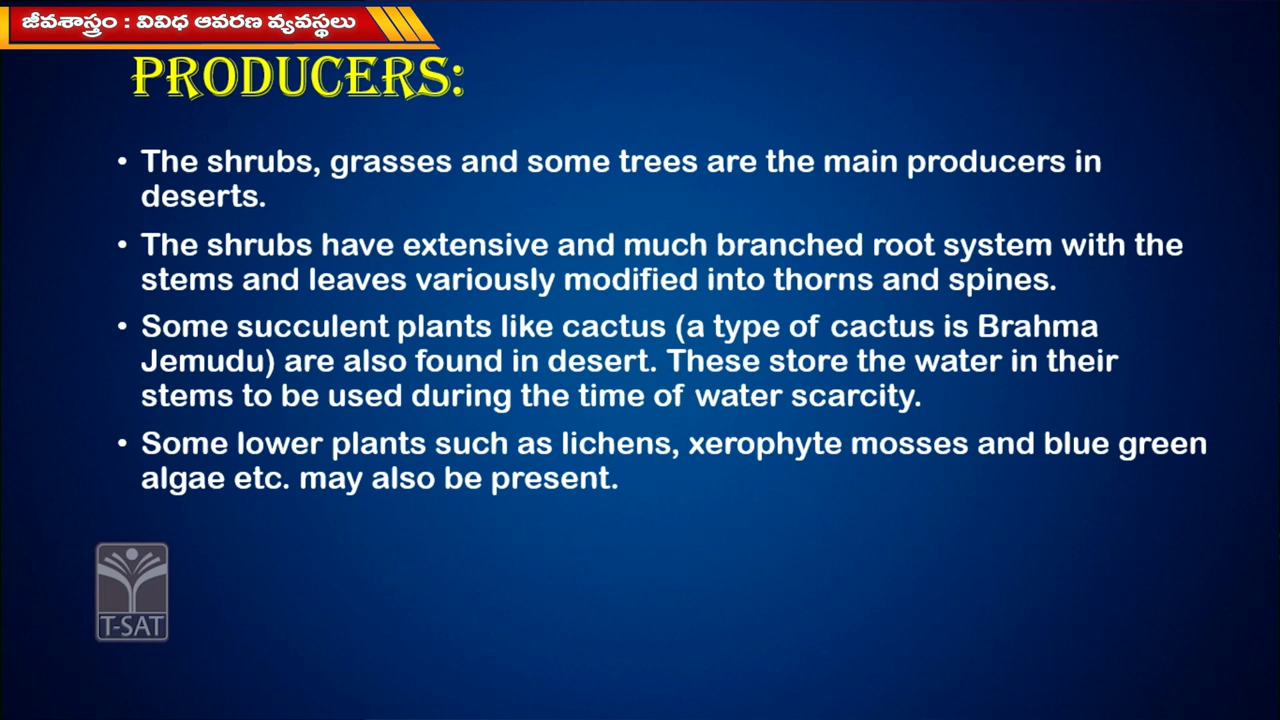 జీవశాస్త్రం : వివిధ ఆవరణ వ్యవస్థలు
PRODUCERS:
• The shrubs, grasses and some trees are the main producers in
deserts.
• The shrubs have extensive and much branched root system with the
stems and leaves variously modified into thorns and spines.
• Some succulent plants like cactus (a type of cactus is Brahma
Jemudu) are also found in desert. These store the water in their
stems to be used during the time of water scarcity.
• Some lower plants such as lichens, xerophyte mosses and blue green
algae etc. may also be present.
T-SAT